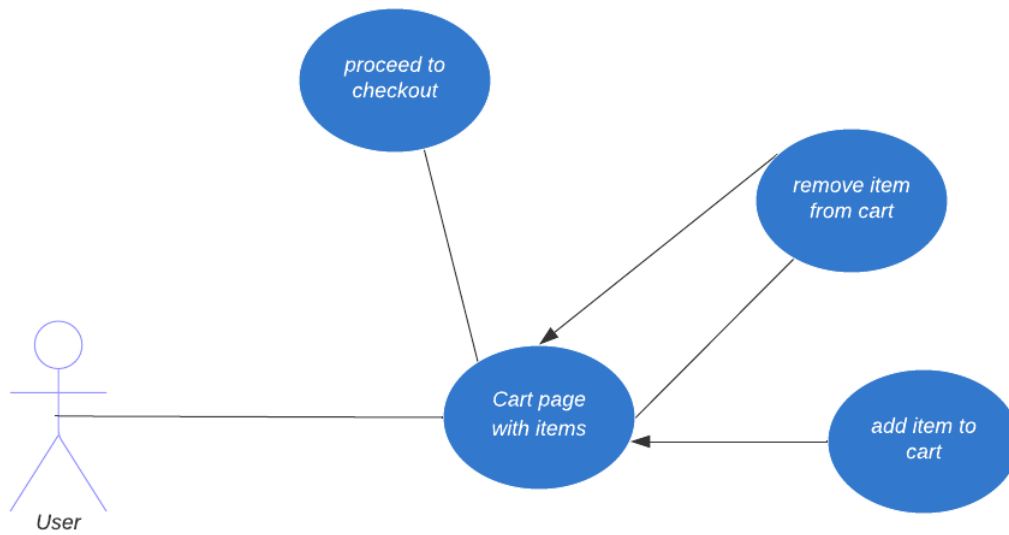 proceed to
checkout
remove item
from cart
Cart page
with items
add item to
cart
User